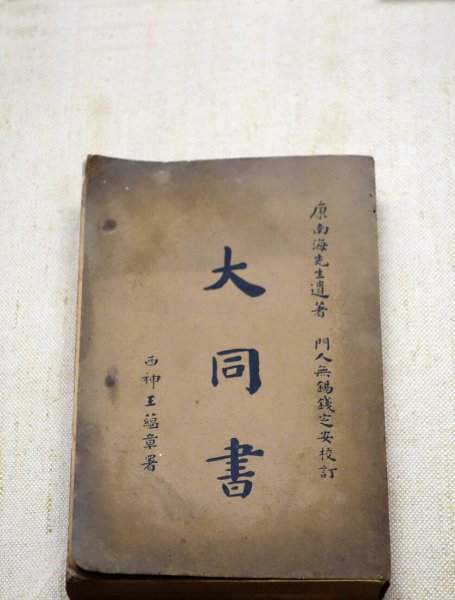 康南海先生遺著 門人無錫錢定安校訂
大同書
西神王蘊章署